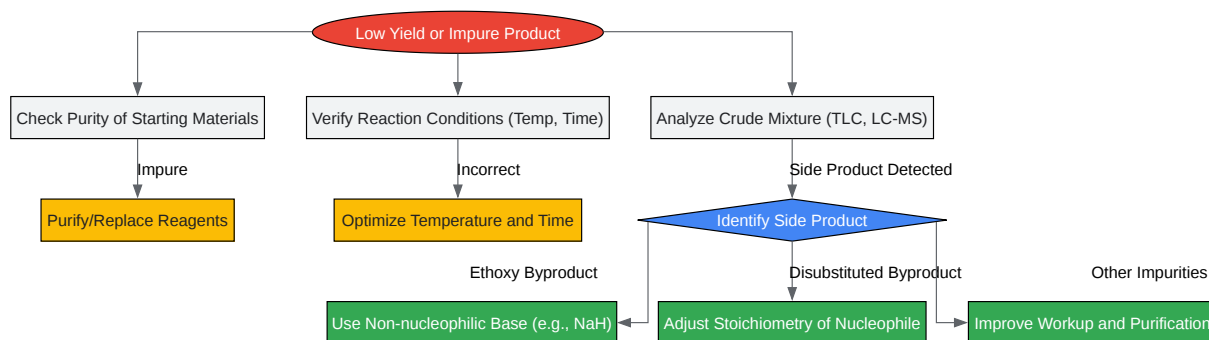 Low Yield or Impure Product
Check Purity of Starting Materials
Verify Reaction Conditions (Temp, Time)
Analyze Crude Mixture (TLC, LC-MS)
Impure
Incorrect
Side Product Detected
Purify/Replace Reagents
Optimize Temperature and Time
Identify Side Product
Ethoxy Byproduct
Disubstituted Byproduct
Other Impurities
Use Non-nucleophilic Base (e.g., NaH)
Adjust Stoichiometry of Nucleophile
Improve Workup and Purification